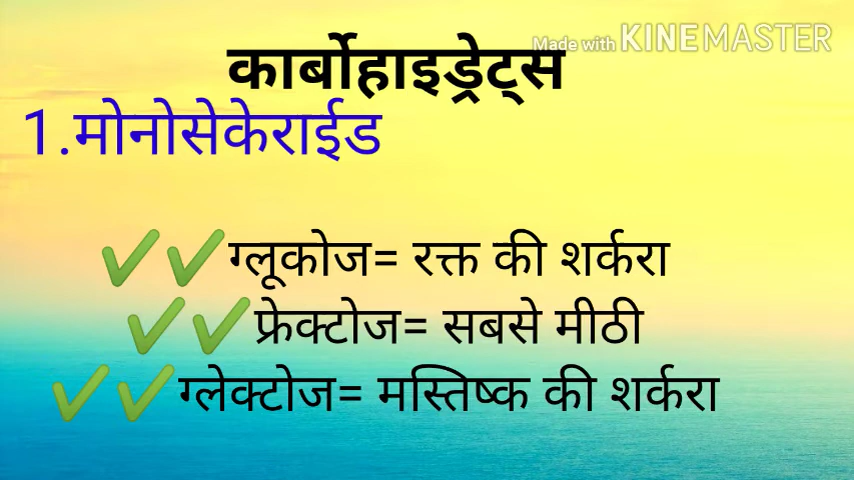 Made with KINEMASTER
कार्बोहाइड्रेट्स
1.मोनोसेकेराईड
✔✔ग्लूकोज= रक्त की शर्करा
✔✔फ्रेक्टोज= सबसे मीठी
✔✔ग्लेक्टोज= मस्तिष्क की शर्करा